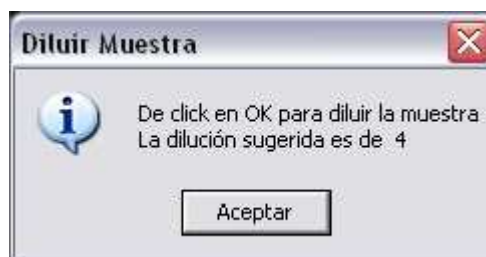 Diluir Muestra
De click en OK para diluir la muestra
La dilución sugerida es de 4
Aceptar